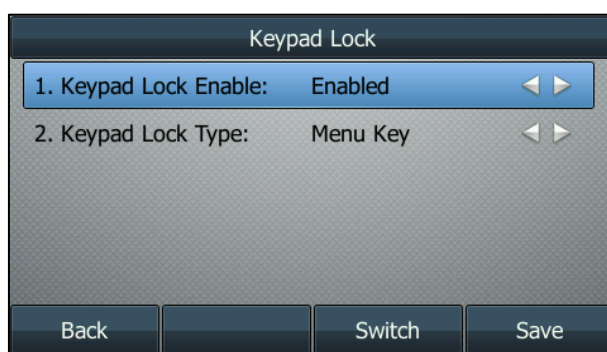 Keypad Lock
1. Keypad Lock Enable: Enabled
2. Keypad Lock Type: Menu Key
Back Switch Save